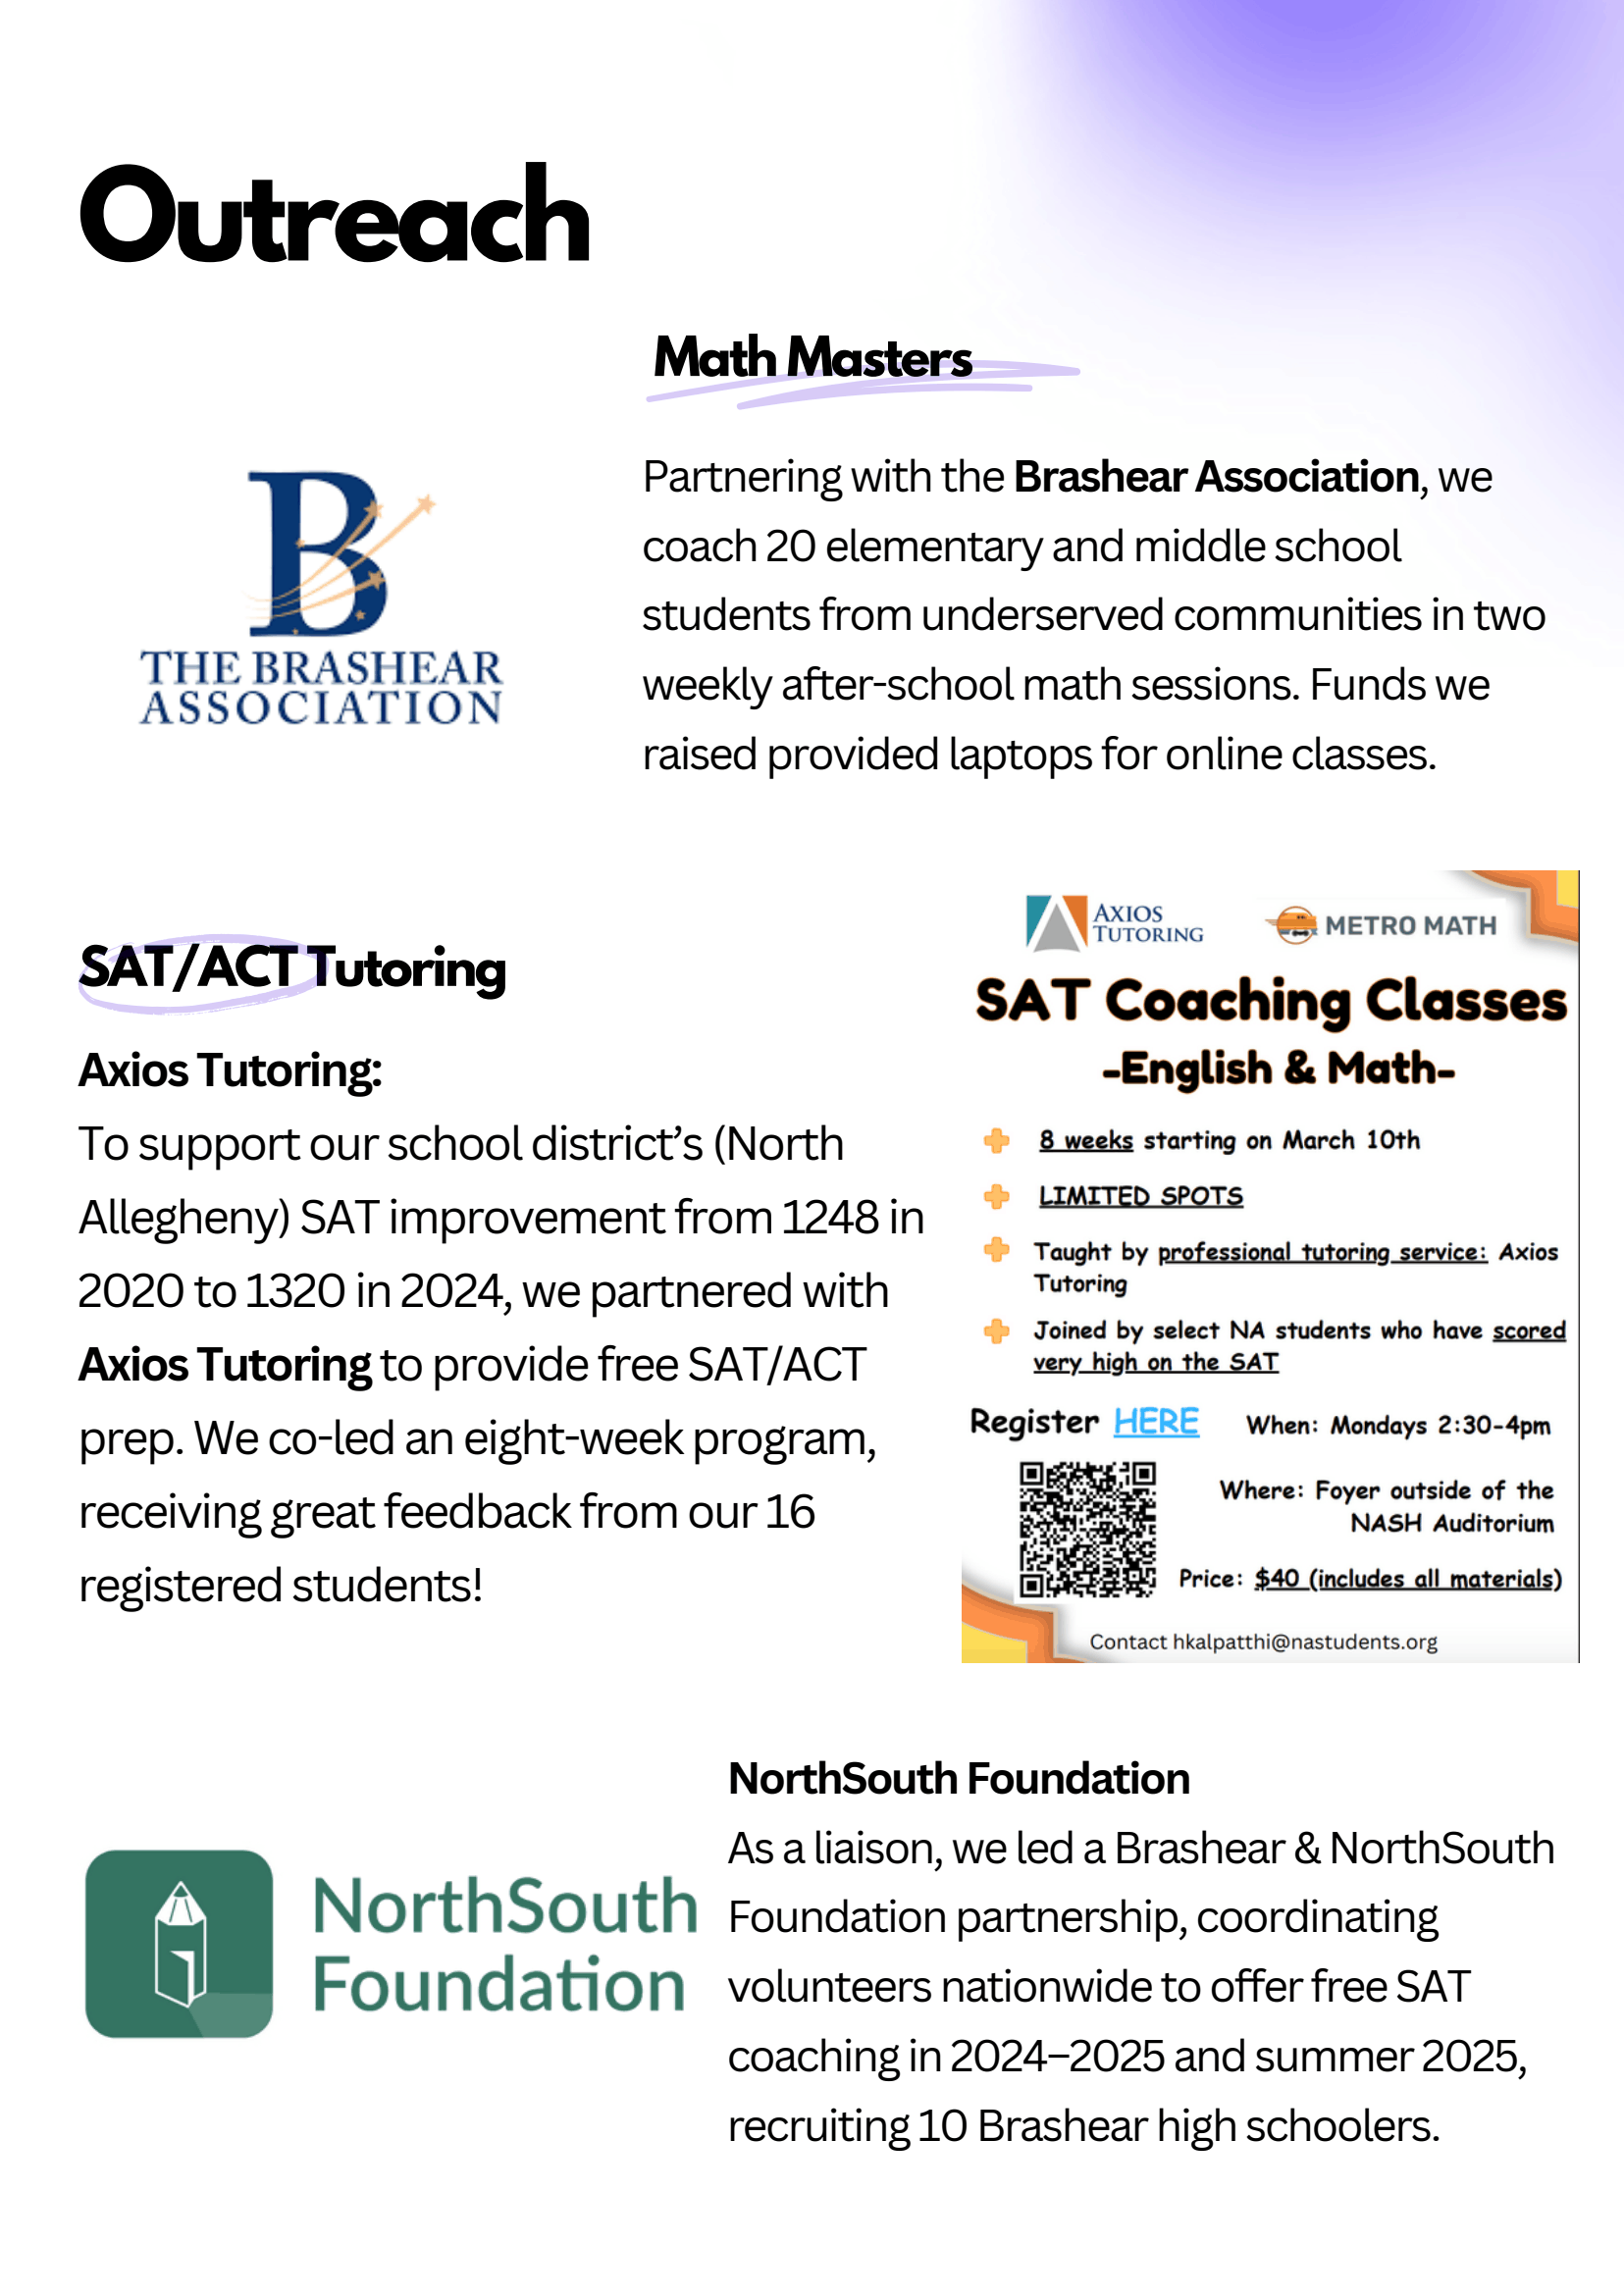 Outreach
Math Masters
B
THE BRASHEAR
ASSOCIATION
Partnering with the Brashear Association, we
coach 20 elementary and middle school
students from underserved communities in two
weekly after-school math sessions. Funds we
raised provided laptops for online classes.
SAT/ACT Tutoring
Axios Tutoring:
To support our school district’s (North
Allegheny) SAT improvement from 1248 in
2020 to 1320 in 2024, we partnered with
Axios Tutoring to provide free SAT/ACT
prep. We co-led an eight-week program,
receiving great feedback from our 16
registered students!
AXIOS
TUTORING
METRO MATH
SAT Coaching Classes
-English & Math-
8 weeks starting on March 10th
LIMITED SPOTS
Taught by professional tutoring service: Axios
Tutoring
Joined by select NA students who have scored
very high on the SAT
Register HERE
When: Mondays 2:30-4pm
Where: Foyer outside of the
NASH Auditorium
Price: $40 (includes all materials)
Contact hkalpatthi@nastudents.org
NorthSouth
Foundation
NorthSouth Foundation
As a liaison, we led a Brashear & NorthSouth
Foundation partnership, coordinating
volunteers nationwide to offer free SAT
coaching in 2024–2025 and summer 2025,
recruiting 10 Brashear high schoolers.